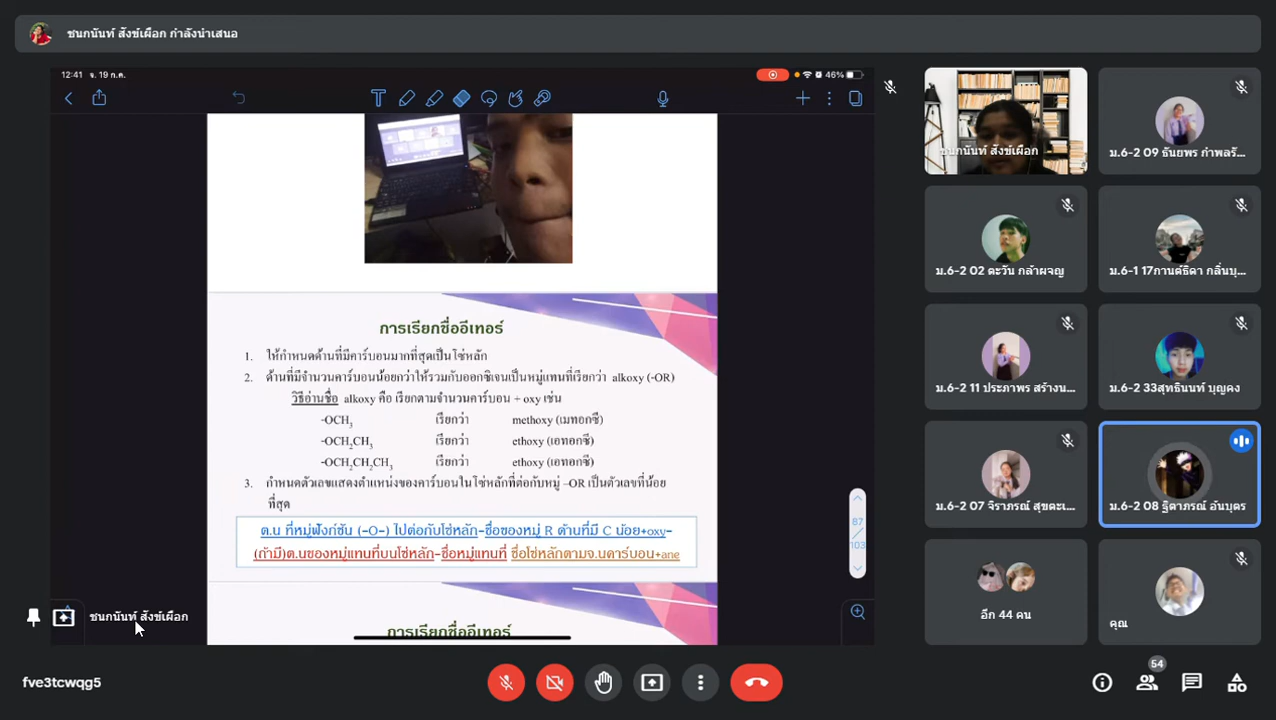 ชนกนันท์ สังข์เผือก กำลังนำเสนอ
12:41 จ. 19 ก.ค.
46%
การเรียกชื่ออีเทอร์
1. ให้กำหนดด้านที่มีคาร์บอนมากที่สุดเป็นโซ่หลัก
2. ด้านที่มีจำนวนคาร์บอนน้อยกว่าให้รวมกับออกซิเจนเป็นหมู่แทนที่เรียกว่า alkoxy (-OR)
วิธีอ่านชื่อ alkoxy คือ เรียกตามจำนวนคาร์บอน + oxy เช่น
-OCH3 เรียกว่า methoxy (เมทอกซี)
-OCH2CH3 เรียกว่า ethoxy (เอทอกซี)
-OCH2CH2CH3 เรียกว่า ethoxy (เอทอกซี)
3. กำหนดตัวเลขแสดงตำแหน่งของคาร์บอนในโซ่หลักที่ต่อกับหมู่ –OR เป็นตัวเลขที่น้อย
ที่สุด
ต.น ที่หมู่ฟังก์ชัน (-O-) ไปต่อกับโซ่หลัก-ชื่อของหมู่ R ด้านที่มี C น้อย+oxy-
(ถ้ามี)ต.นของหมู่แทนที่บนโซ่หลัก-ชื่อหมู่แทนที่ ชื่อโซ่หลักตามจ.นคาร์บอน+ane
การเรียกชื่ออีเทอร์
87
103
ชนกนันท์ สังข์เผือก
fve3tcwqg5
ชนกนันท์ สังข์เผือก
ม.6-2 09 ธันยพร กำพลรั...
ม.6-2 02 ตะวัน กล้าผจญ
ม.6-1 17กานต์ธิดา กลิ่นบุ...
ม.6-2 11 ประภาพร สร้างน...
ม.6-2 33สุทธินนท์ บุญคง
ม.6-2 07 จิราภรณ์ สุขตะเ...
ม.6-2 08 ฐิตาภรณ์ อ้นบุตร
อีก 44 คน
คุณ
54